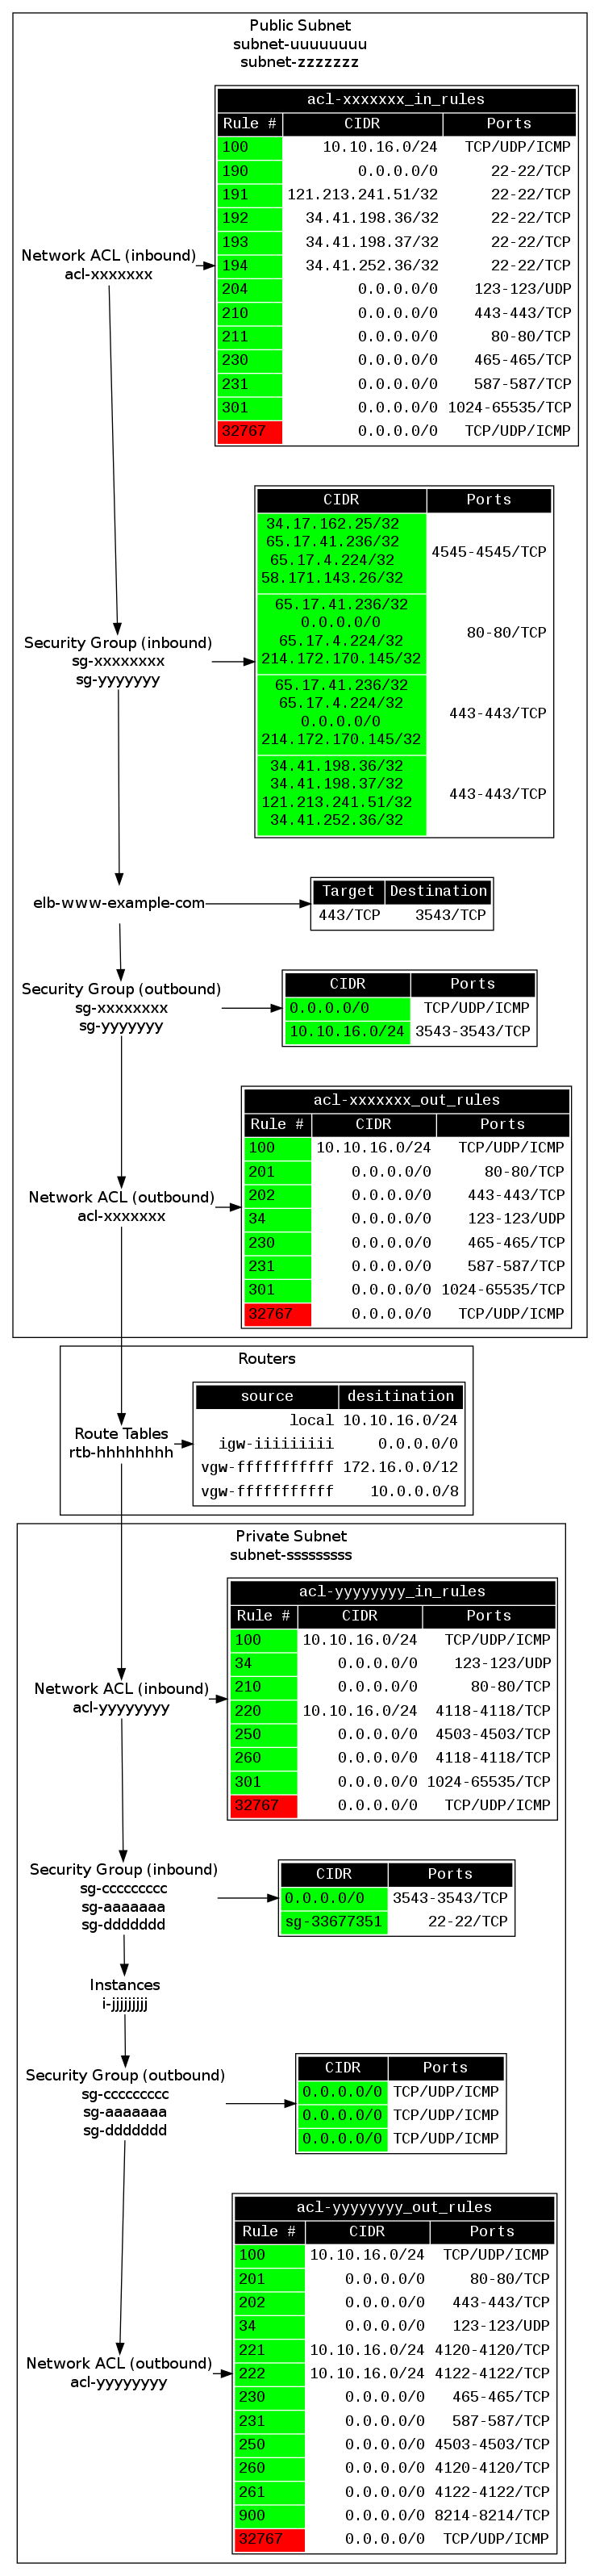 Public Subnet
subnet-uuuuuuuu
subnet-zzzzzzz
acl-xxxxxxx_in_rules
Rule # CIDR Ports
100 10.10.16.0/24 TCP/UDP/ICMP
190 0.0.0.0/0 22-22/TCP
191 121.213.241.51/32 22-22/TCP
192 34.41.198.36/32 22-22/TCP
193 34.41.198.37/32 22-22/TCP
194 34.41.252.36/32 22-22/TCP
204 0.0.0.0/0 123-123/UDP
210 0.0.0.0/0 443-443/TCP
211 0.0.0.0/0 80-80/TCP
230 0.0.0.0/0 465-465/TCP
231 0.0.0.0/0 587-587/TCP
301 0.0.0.0/0 1024-65535/TCP
32767 0.0.0.0/0 TCP/UDP/ICMP
Network ACL (inbound)
acl-xxxxxxx
CIDR Ports
34.17.162.25/32
65.17.41.236/32
65.17.4.224/32
58.171.143.26/32
4545-4545/TCP
65.17.41.236/32
0.0.0.0/0
65.17.4.224/32
214.172.170.145/32
80-80/TCP
65.17.41.236/32
65.17.4.224/32
0.0.0.0/0
214.172.170.145/32
443-443/TCP
34.41.198.36/32
34.41.198.37/32
121.213.241.51/32
34.41.252.36/32
443-443/TCP
Security Group (inbound)
sg-xxxxxxxx
sg-yyyyyyy
elb-www-example-com
Target Destination
443/TCP 3543/TCP
Security Group (outbound)
sg-xxxxxxxx
sg-yyyyyyy
CIDR Ports
0.0.0.0/0 TCP/UDP/ICMP
10.10.16.0/24 3543-3543/TCP
acl-xxxxxxx_out_rules
Rule # CIDR Ports
100 10.10.16.0/24 TCP/UDP/ICMP
201 0.0.0.0/0 80-80/TCP
202 0.0.0.0/0 443-443/TCP
34 0.0.0.0/0 123-123/UDP
230 0.0.0.0/0 465-465/TCP
231 0.0.0.0/0 587-587/TCP
301 0.0.0.0/0 1024-65535/TCP
32767 0.0.0.0/0 TCP/UDP/ICMP
Network ACL (outbound)
acl-xxxxxxx
Routers
source desitination
local 10.10.16.0/24
igw-iiiiiiiii 0.0.0.0/0
vgw-fffffffffff 172.16.0.0/12
vgw-fffffffffff 10.0.0.0/8
Route Tables
rtb-hhhhhhhh
Private Subnet
subnet-sssssssss
acl-yyyyyyyy_in_rules
Rule # CIDR Ports
100 10.10.16.0/24 TCP/UDP/ICMP
34 0.0.0.0/0 123-123/UDP
210 0.0.0.0/0 80-80/TCP
220 10.10.16.0/24 4118-4118/TCP
250 0.0.0.0/0 4503-4503/TCP
260 0.0.0.0/0 4118-4118/TCP
301 0.0.0.0/0 1024-65535/TCP
32767 0.0.0.0/0 TCP/UDP/ICMP
Network ACL (inbound)
acl-yyyyyyyy
Security Group (inbound)
sg-ccccccccc
sg-aaaaaaa
sg-ddddddd
CIDR Ports
0.0.0.0/0 3543-3543/TCP
sg-33677351 22-22/TCP
Instances
i-jjjjjjjjj
Security Group (outbound)
sg-ccccccccc
sg-aaaaaaa
sg-ddddddd
CIDR Ports
0.0.0.0/0 TCP/UDP/ICMP
0.0.0.0/0 TCP/UDP/ICMP
0.0.0.0/0 TCP/UDP/ICMP
acl-yyyyyyyy_out_rules
Rule # CIDR Ports
100 10.10.16.0/24 TCP/UDP/ICMP
201 0.0.0.0/0 80-80/TCP
202 0.0.0.0/0 443-443/TCP
34 0.0.0.0/0 123-123/UDP
221 10.10.16.0/24 4120-4120/TCP
222 10.10.16.0/24 4122-4122/TCP
230 0.0.0.0/0 465-465/TCP
231 0.0.0.0/0 587-587/TCP
250 0.0.0.0/0 4503-4503/TCP
260 0.0.0.0/0 4120-4120/TCP
261 0.0.0.0/0 4122-4122/TCP
900 0.0.0.0/0 8214-8214/TCP
32767 0.0.0.0/0 TCP/UDP/ICMP
Network ACL (outbound)
acl-yyyyyyyy